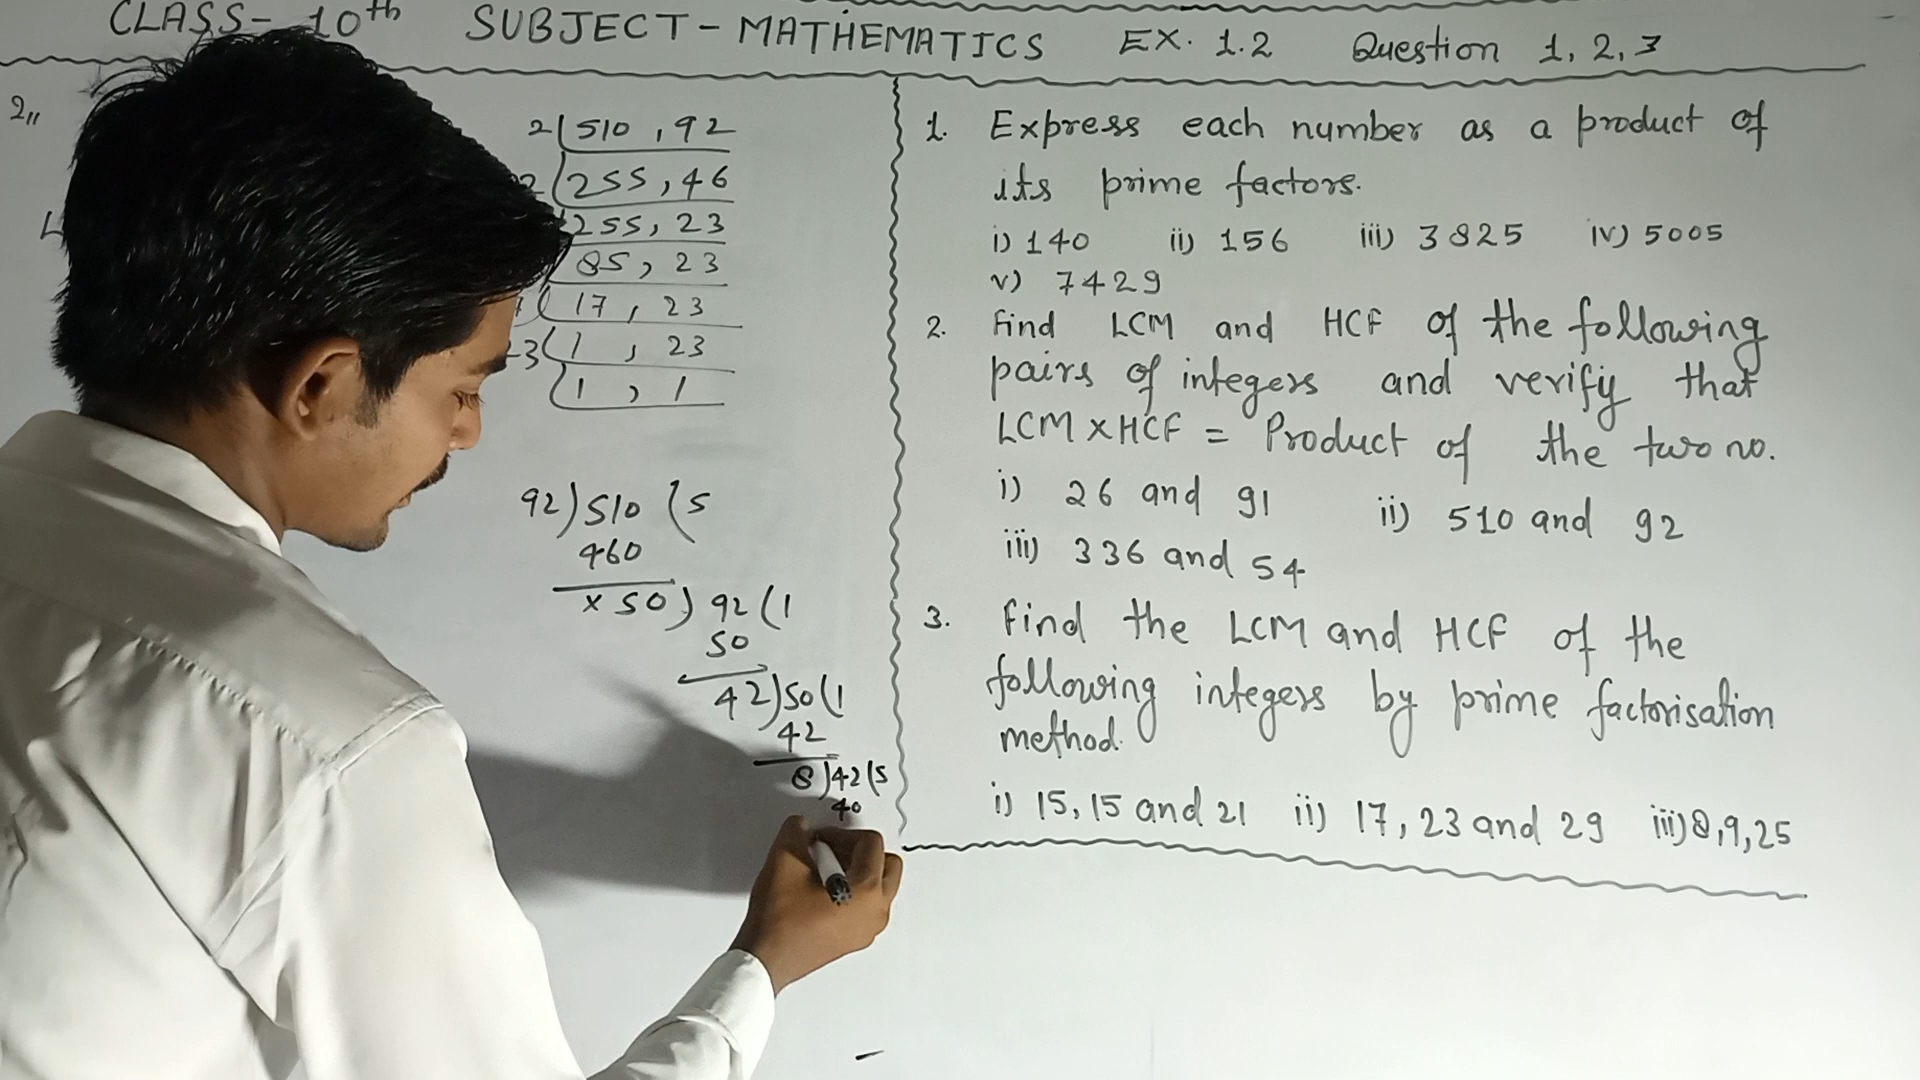 CLASS- 10th SUBJECT - MATHEMATICS EX. 1.2 Question 1, 2, 3
2,,
2 510, 92
2 255, 46
255, 23
85, 23
17, 23
3 1, 23
1, 1
92) 510 (5
460
x 50) 92 (1
50
42) 50 (1
42
8) 42 (5
40
1. Express each number as a product of
its prime factors.
i) 140 ii) 156 iii) 3825 iv) 5005
v) 7429
2. Find LCM and HCF of the following
pairs of integers and verify that
LCM x HCF = Product of the two no.
i) 26 and 91 ii) 510 and 92
iii) 336 and 54
3. Find the LCM and HCF of the
following integers by prime factorisation
method.
i) 15, 15 and 21 ii) 17, 23 and 29 iii) 8, 9, 25